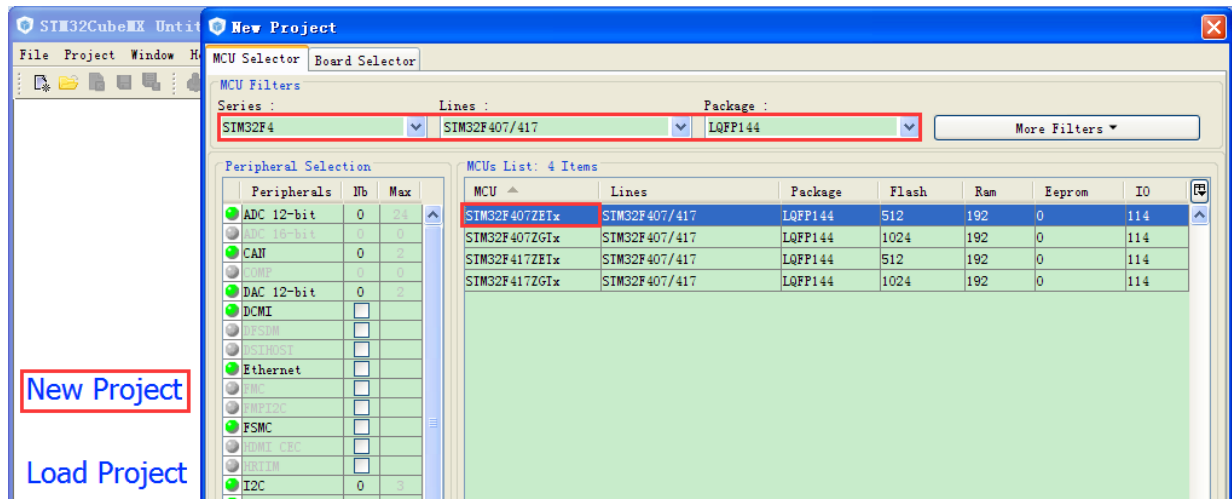 STM32CubeMX Untit
New Project
File Project Window He
MCU Selector Board Selector
MCU Filters
Series : Lines : Package :
STM32F4 STM32F407/417 LQFP144 More Filters
Peripheral Selection MCUs List: 4 Items
Peripherals Nb Max MCU Lines Package Flash Ram Eeprom IO
ADC 12-bit 0 24 STM32F407ZETx STM32F407/417 LQFP144 512 192 0 114
ADC 16-bit 0 0 STM32F407ZGTx STM32F407/417 LQFP144 1024 192 0 114
CAN 0 2 STM32F417ZETx STM32F407/417 LQFP144 512 192 0 114
COMP 0 0 STM32F417ZGTx STM32F407/417 LQFP144 1024 192 0 114
DAC 12-bit 0 2
DCMI
DFSDM
DSIHOST
Ethernet
FMC
FMPI2C
FSMC
HDMI CEC
HRTIM
I2C 0 3
New Project
Load Project